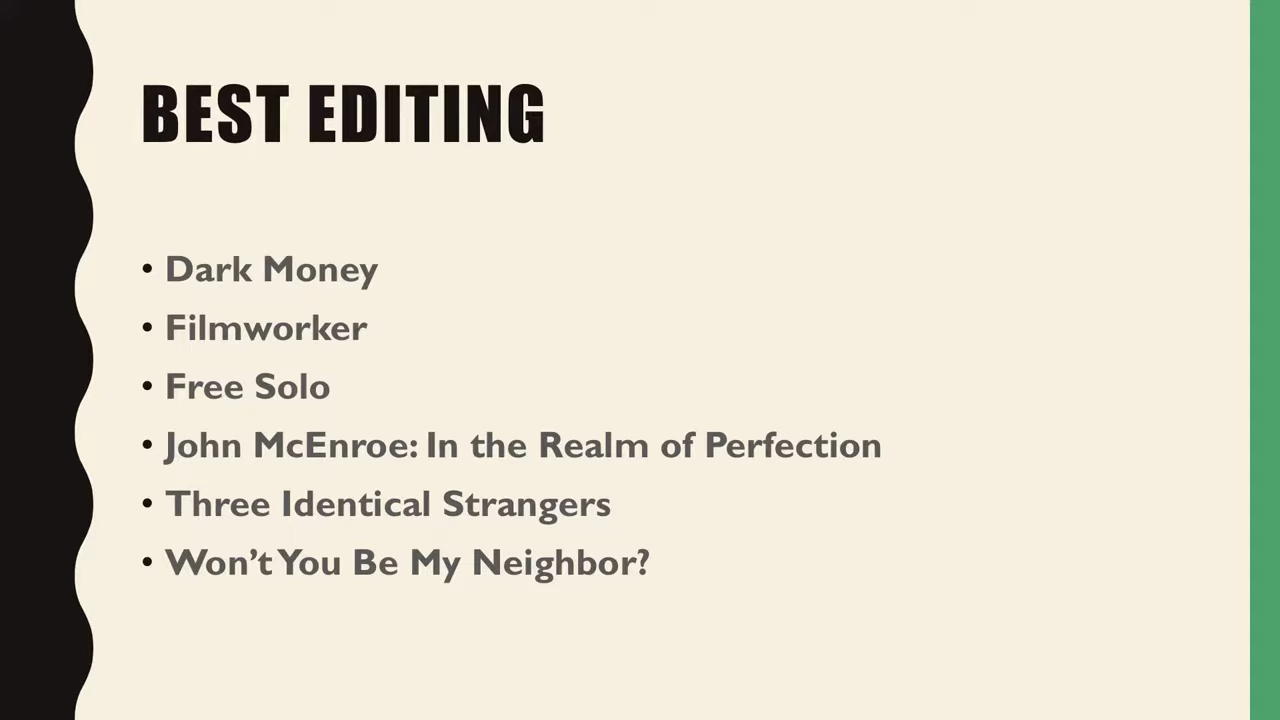 BEST EDITING
• Dark Money
• Filmworker
• Free Solo
• John McEnroe: In the Realm of Perfection
• Three Identical Strangers
• Won’t You Be My Neighbor?